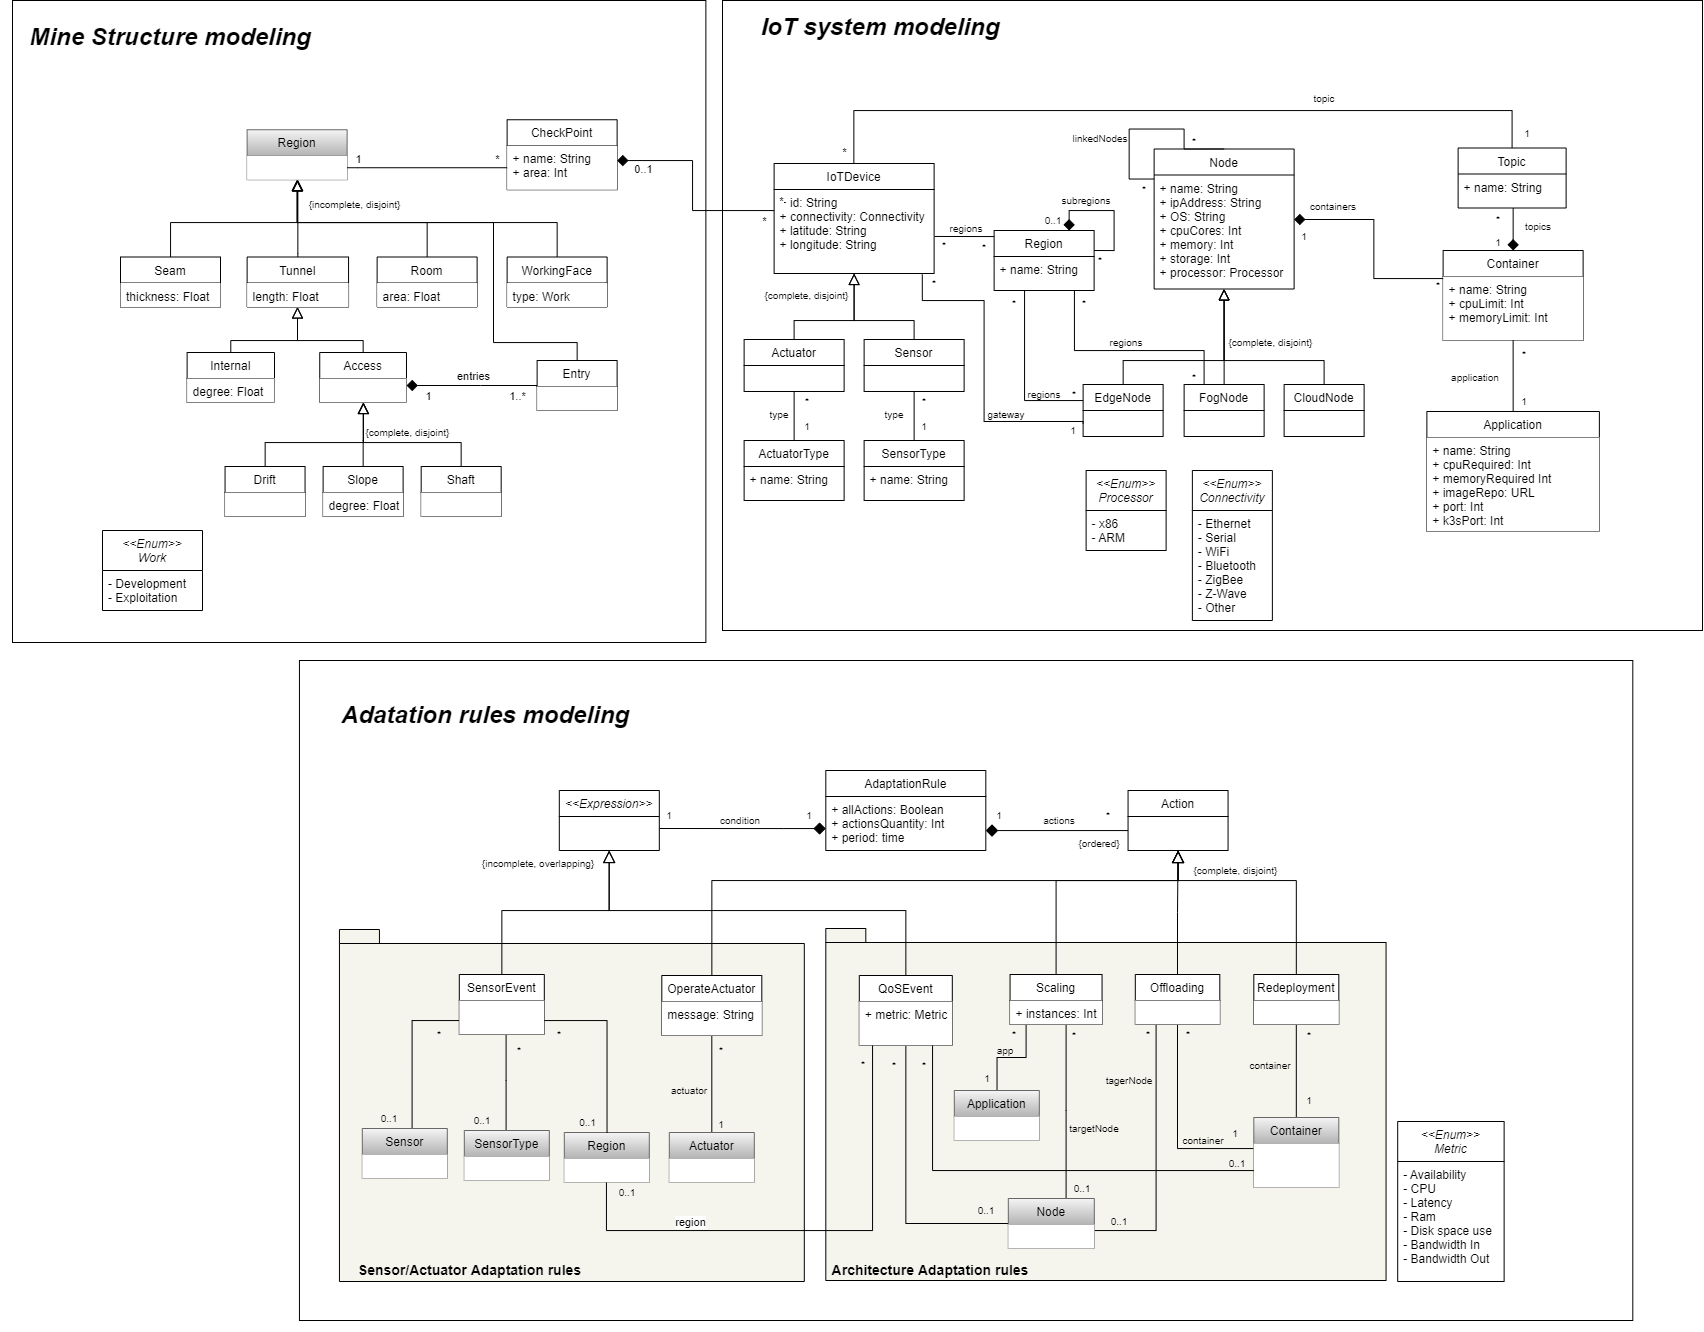 Mine Structure modeling
Region
1
*
CheckPoint
+ name: String
+ area: Int
0..1
*
{incomplete, disjoint}
Seam
thickness: Float
Tunnel
length: Float
Room
area: Float
WorkingFace
type: Work
Internal
degree: Float
Access
entries
1
1..*
Entry
{complete, disjoint}
Drift
Slope
degree: Float
Shaft
<<Enum>>
Work
- Development
- Exploitation
IoT system modeling
topic
*
1
IoTDevice
*- id: String
+ connectivity: Connectivity
+ latitude: String
+ longitude: String
regions
*
*
subregions
0..1
*
Region
+ name: String
linkedNodes
*
*
Node
+ name: String
+ ipAddress: String
+ OS: String
+ cpuCores: Int
+ memory: Int
+ storage: Int
+ processor: Processor
containers
1
*
Topic
+ name: String
*
topics
1
Container
+ name: String
+ cpuLimit: Int
+ memoryLimit: Int
*
application
1
Application
+ name: String
+ cpuRequired: Int
+ memoryRequired Int
+ imageRepo: URL
+ port: Int
+ k3sPort: Int
{complete, disjoint}
*
*
*
Actuator
Sensor
*
type
1
*
type
1
ActuatorType
+ name: String
SensorType
+ name: String
regions
*
{complete, disjoint}
regions
*
gateway
1
EdgeNode
FogNode
CloudNode
<<Enum>>
Processor
- x86
- ARM
<<Enum>>
Connectivity
- Ethernet
- Serial
- WiFi
- Bluetooth
- ZigBee
- Z-Wave
- Other
Adatation rules modeling
<<Expression>>
1
condition
1
AdaptationRule
+ allActions: Boolean
+ actionsQuantity: Int
+ period: time
1
actions
*
{ordered}
Action
{incomplete, overlapping}
{complete, disjoint}
SensorEvent
*
*
*
OperateActuator
message: String
*
actuator
1
0..1
0..1
0..1
Sensor
SensorType
Region
Actuator
0..1
region
Sensor/Actuator Adaptation rules
QoSEvent
+ metric: Metric
*
*
*
Scaling
+ instances: Int
*
*
app
1
Application
targetNode
Offloading
*
*
tagerNode
container
1
Redeployment
*
container
1
Container
0..1
0..1
0..1
0..1
Node
Architecture Adaptation rules
<<Enum>>
Metric
- Availability
- CPU
- Latency
- Ram
- Disk space use
- Bandwidth In
- Bandwidth Out